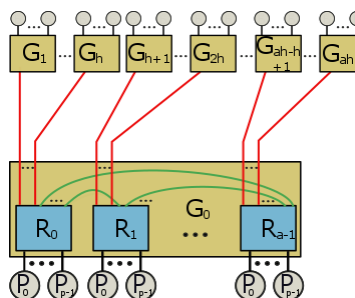 G1 ... Gh Gh+1 ... G2h ... Gah-h+1 ... Gah
G0
R0 R1 ... Ra-1
P0 Pp-1 P0 Pp-1 P0 Pp-1